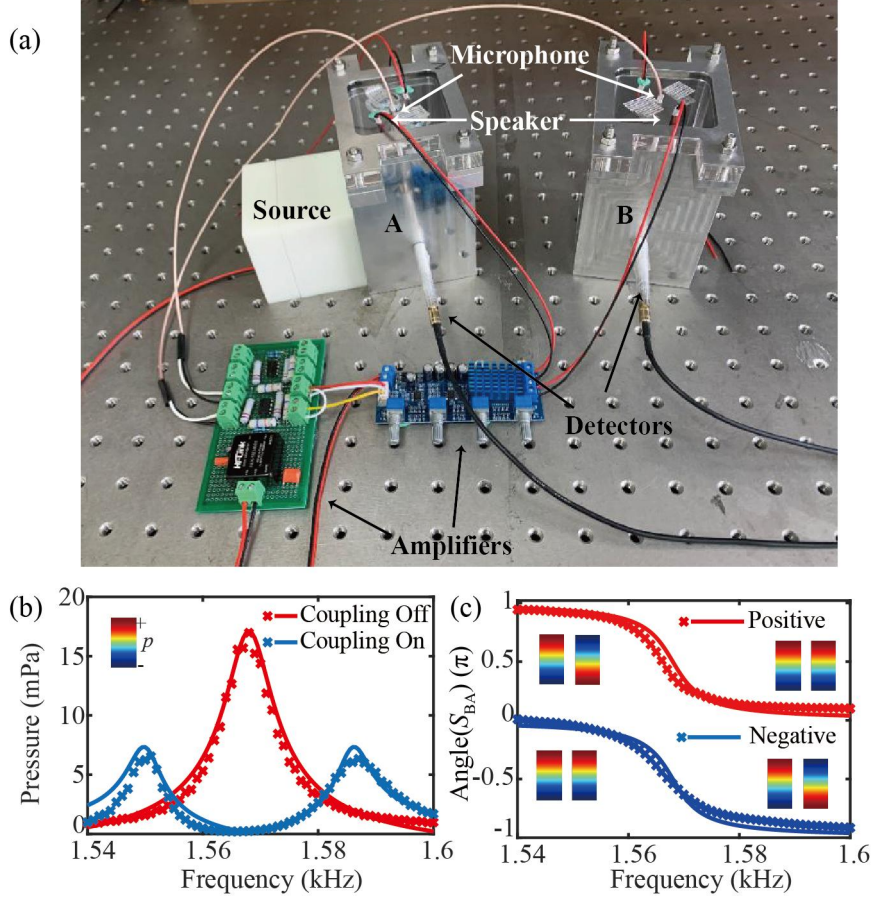 (a)
Microphone
Speaker
Source
A
B
Detectors
Amplifiers
(b)
20
15
10
5
0
Pressure (mPa)
+
p
-
Coupling Off
Coupling On
1.54
1.56
1.58
1.6
Frequency (kHz)
(c)
1
0.5
0
-0.5
-1
Angle(S_BA) (π)
Positive
Negative
1.54
1.56
1.58
1.6
Frequency (kHz)